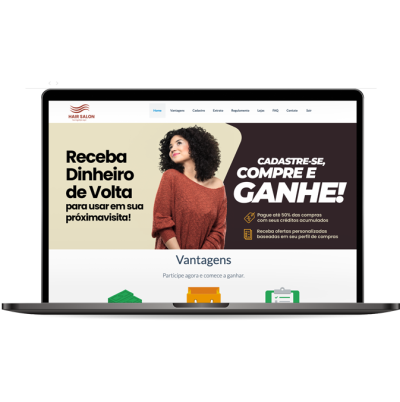 HAIR SALON
Home Vantagens Cadastro Extrato Regulamento Lojas FAQ Contato Sair
Receba
Dinheiro
de Volta
para usar em sua
próximavisita!
CADASTRE-SE,
COMPRE E
GANHE!
Pague até 50% das compras
com seus créditos acumulados
Receba ofertas personalizadas
baseadas em seu perfil de compras
Vantagens
Participe agora e comece a ganhar.